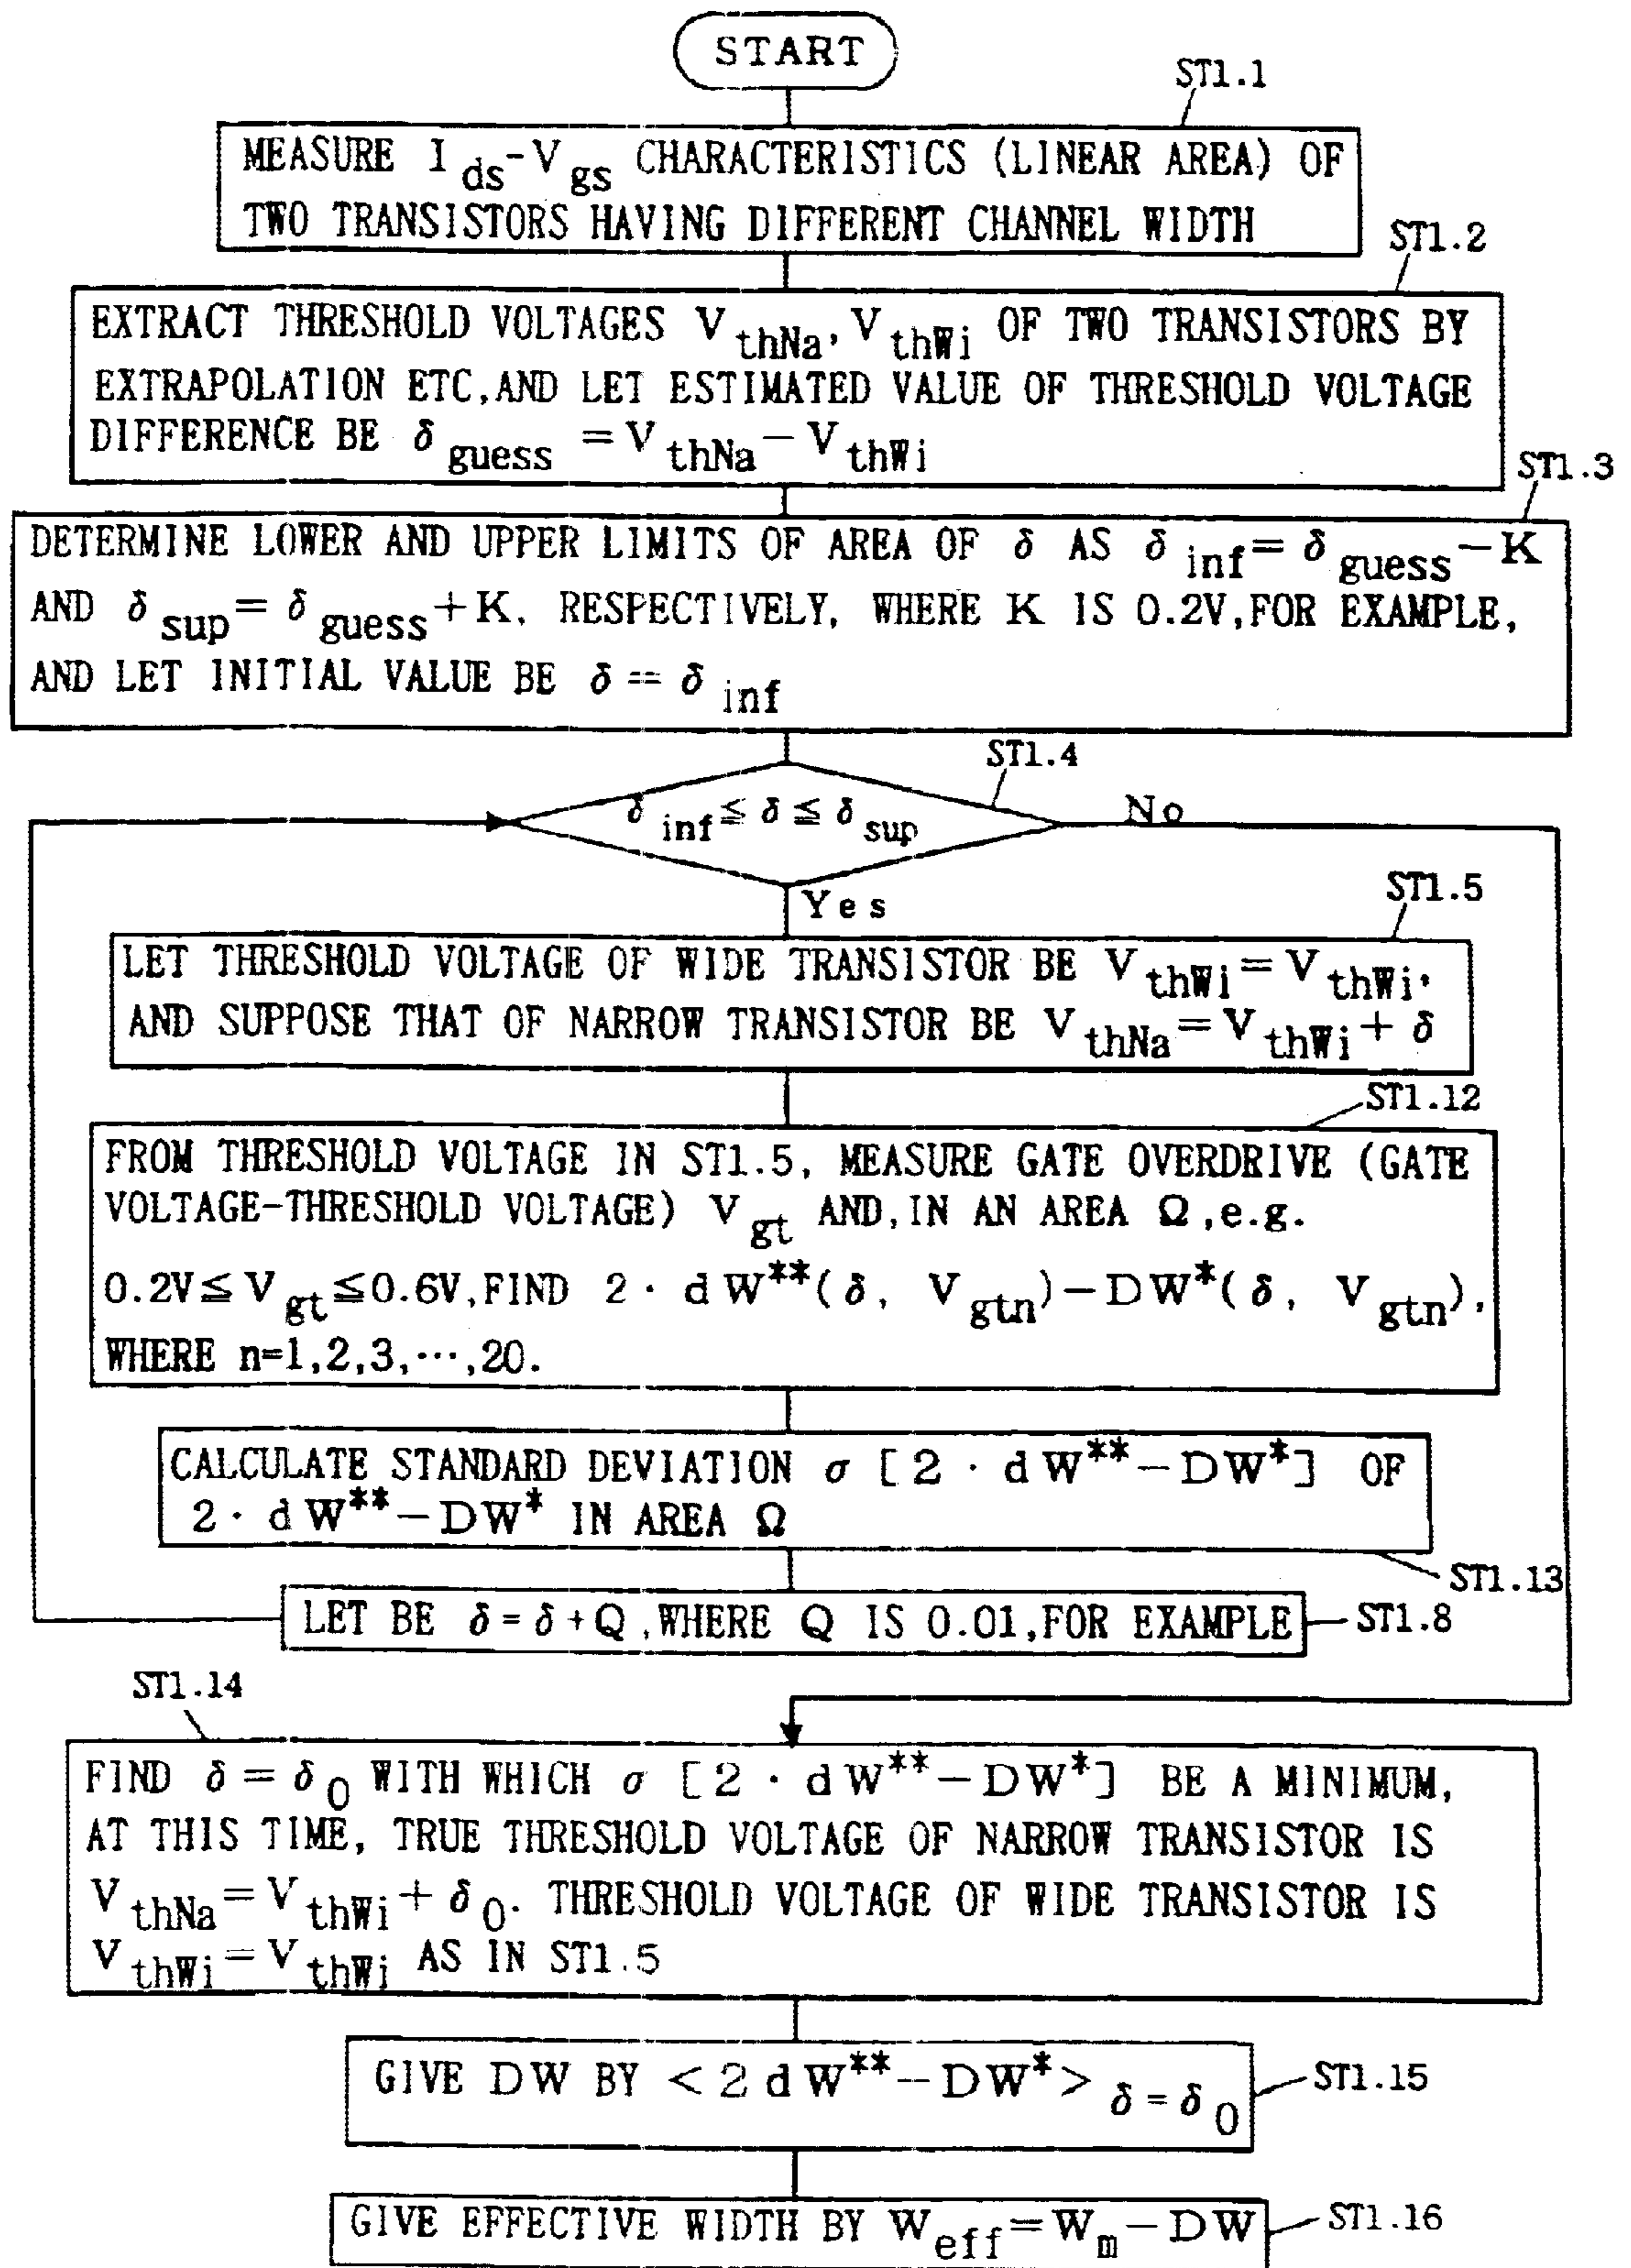 START
ST1.1
MEASURE I ds-V gs CHARACTERISTICS (LINEAR AREA) OF
TWO TRANSISTORS HAVING DIFFERENT CHANNEL WIDTH
ST1.2
EXTRACT THRESHOLD VOLTAGES V thNa, V thWi OF TWO TRANSISTORS BY
EXTRAPOLATION ETC,AND LET ESTIMATED VALUE OF THRESHOLD VOLTAGE
DIFFERENCE BE δ guess = V thNa − V thWi
ST1.3
DETERMINE LOWER AND UPPER LIMITS OF AREA OF δ AS δ inf = δ guess − K
AND δ sup = δ guess + K, RESPECTIVELY, WHERE K IS 0.2V,FOR EXAMPLE,
AND LET INITIAL VALUE BE δ = δ inf
ST1.4
δ inf ≦ δ ≦ δ sup
No
Yes
ST1.5
LET THRESHOLD VOLTAGE OF WIDE TRANSISTOR BE V thWi = V thWi,
AND SUPPOSE THAT OF NARROW TRANSISTOR BE V thNa = V thWi + δ
ST1.12
FROM THRESHOLD VOLTAGE IN ST1.5, MEASURE GATE OVERDRIVE (GATE
VOLTAGE-THRESHOLD VOLTAGE) V gt AND,IN AN AREA Ω,e.g.
0.2V ≦ V gt ≦ 0.6V,FIND 2 · dW**(δ, V gtn) − DW*(δ, V gtn),
WHERE n=1,2,3,···,20.
CALCULATE STANDARD DEVIATION σ [2 · dW** − DW*] OF
2 · dW** − DW* IN AREA Ω
ST1.13
LET BE δ = δ + Q,WHERE Q IS 0.01,FOR EXAMPLE
ST1.8
ST1.14
FIND δ = δ 0 WITH WHICH σ [2 · dW** − DW*] BE A MINIMUM,
AT THIS TIME, TRUE THRESHOLD VOLTAGE OF NARROW TRANSISTOR IS
V thNa = V thWi + δ 0. THRESHOLD VOLTAGE OF WIDE TRANSISTOR IS
V thWi = V thWi AS IN ST1.5
GIVE DW BY < 2dW** − DW* > δ = δ 0
ST1.15
GIVE EFFECTIVE WIDTH BY W eff = W m − DW
ST1.16